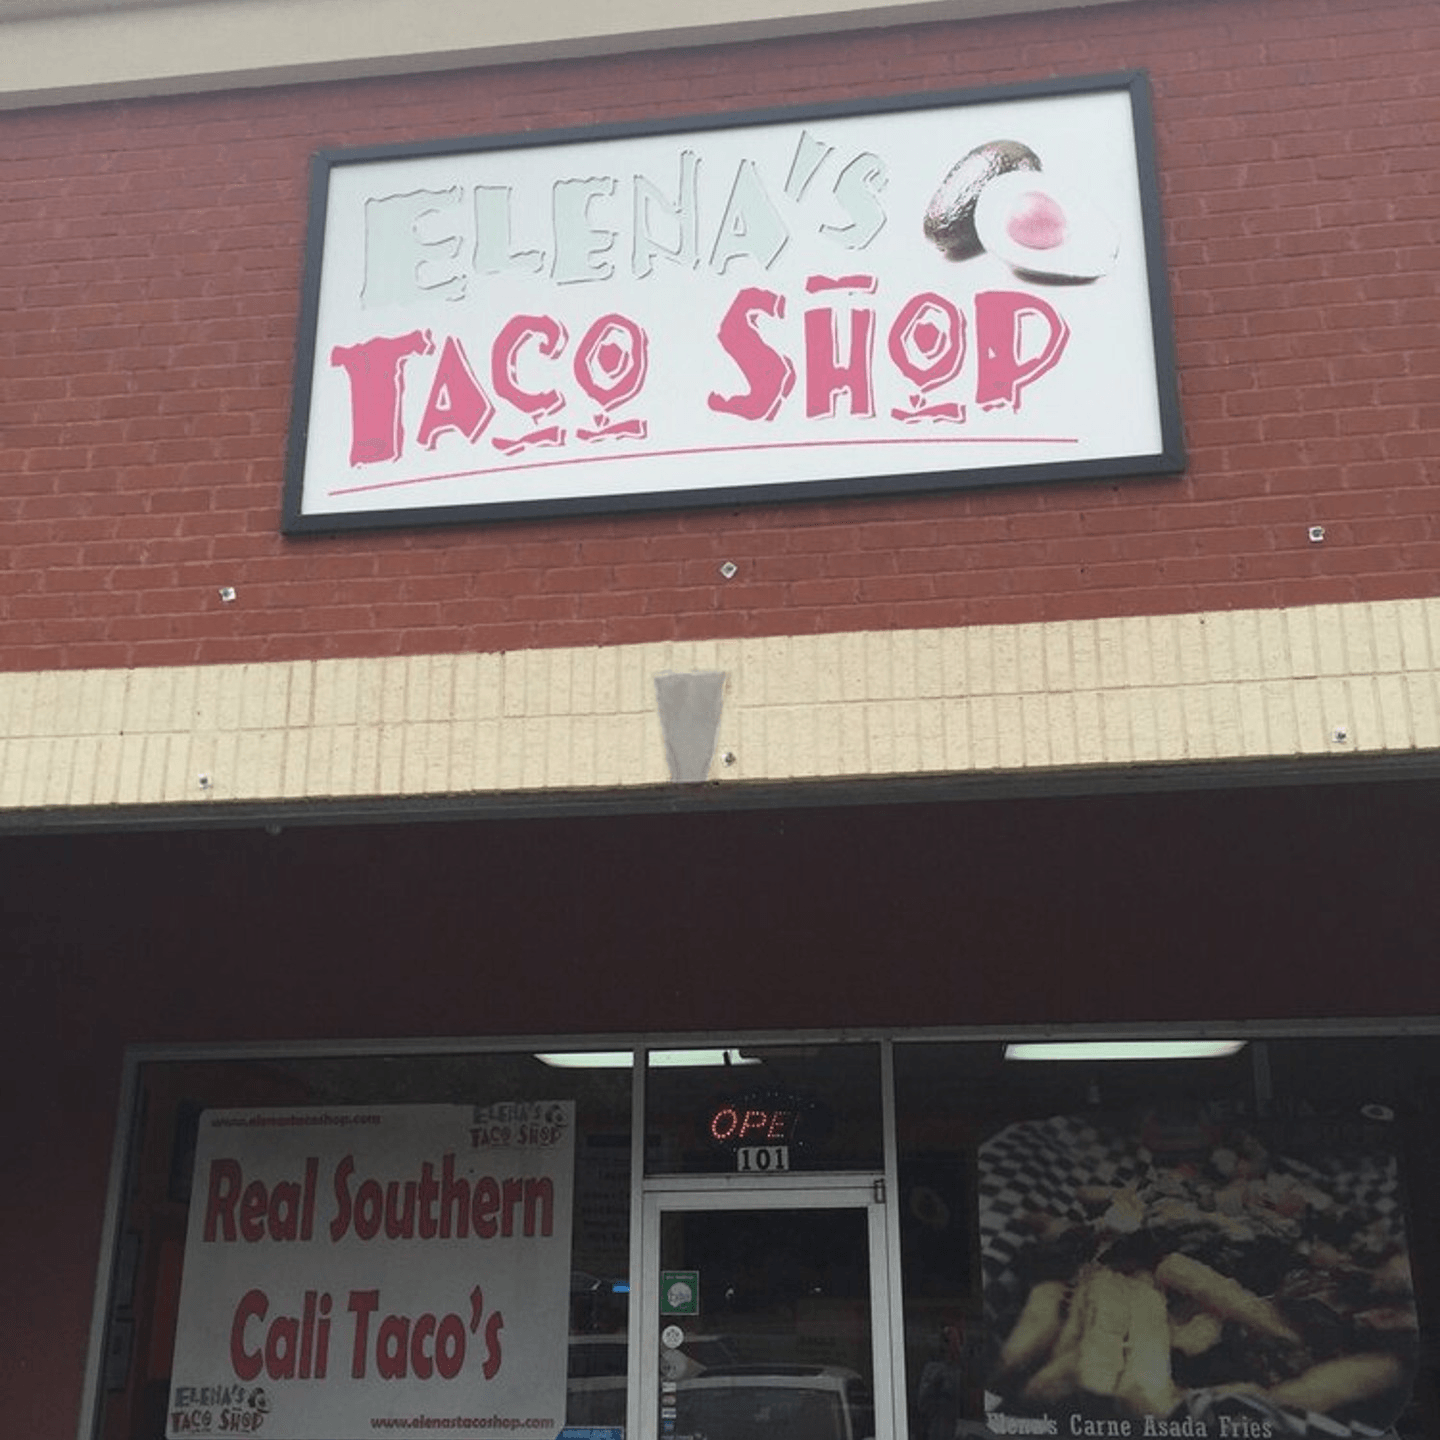 ELENA'S
TACO SHOP
www.elenastacoshop.com
ELENA'S
TACO SHOP
Real Southern
Cali Taco's
ELENA'S
TACO SHOP
www.elenastacoshop.com
OPE
101
Elena's Carne Asada Fries